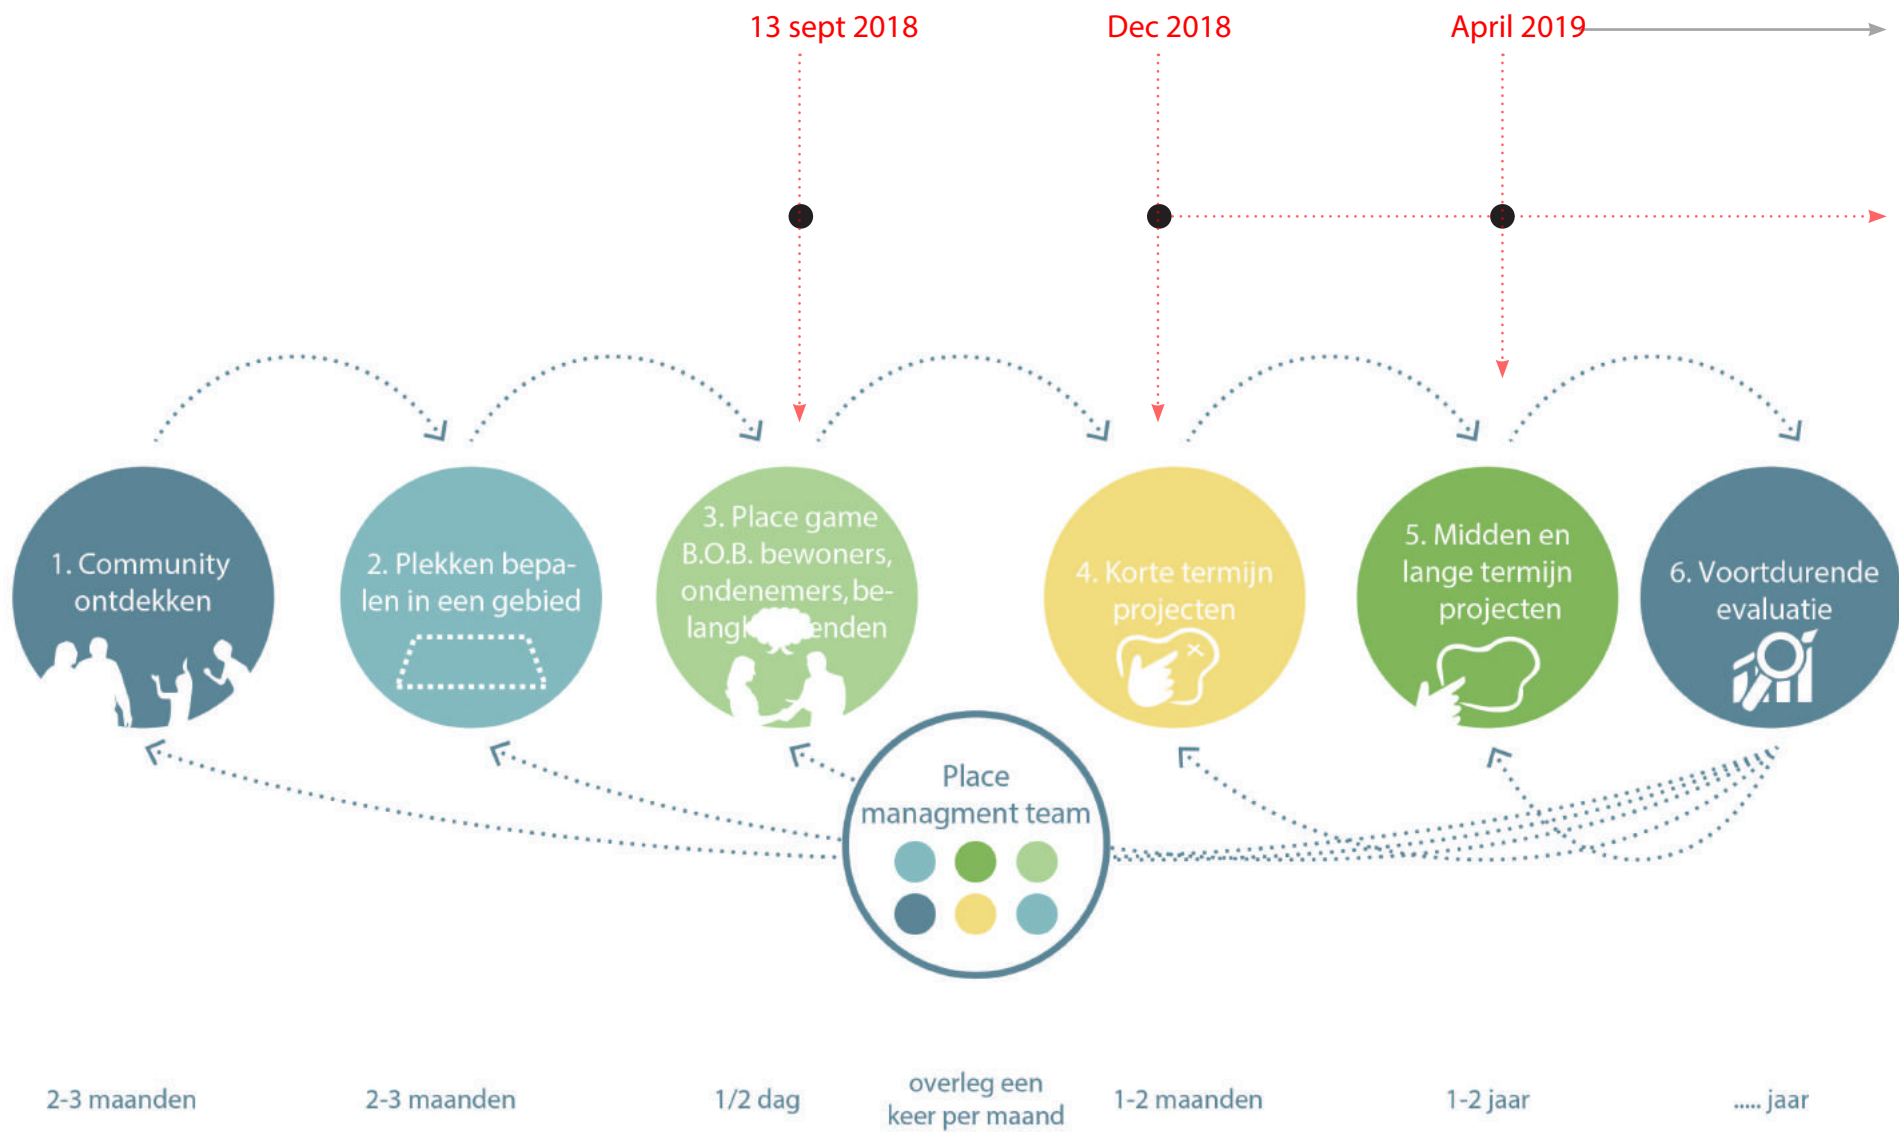 13 sept 2018
Dec 2018
April 2019
1. Community
ontdekken
2. Plekken bepa-
len in een gebied
3. Place game
B.O.B. bewoners,
ondenemers, be-
enden
4. Korte termijn
projecten
5. Midden en
lange termijn
projecten
6. Voortdurende
evaluatie
Place
managment team
2-3 maanden
2-3 maanden
1/2 dag
overleg een
keer per maand
1-2 maanden
1-2 jaar
..... jaar